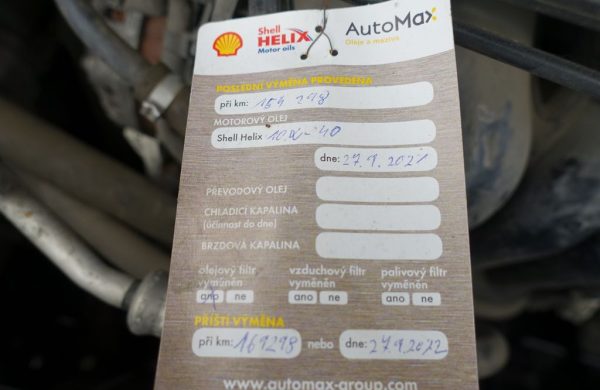 Shell
HELIX
Motor oils
AutoMax
Oleje a maziva
POSLEDNÍ VÝMĚNA PROVEDENA
při km: 154 298
MOTOROVÝ OLEJ
Shell Helix 10W-40
dne: 27.9.2021
PŘEVODOVÝ OLEJ
CHLADICÍ KAPALINA
(účinnost do dne)
BRZDOVÁ KAPALINA
olejový filtr vyměněn
ano ne
vzduchový filtr vyměněn
ano ne
palivový filtr vyměněn
ano ne
PŘÍŠTÍ VÝMĚNA
při km: 169298 nebo dne: 27.9.2022
www.automax-group.com